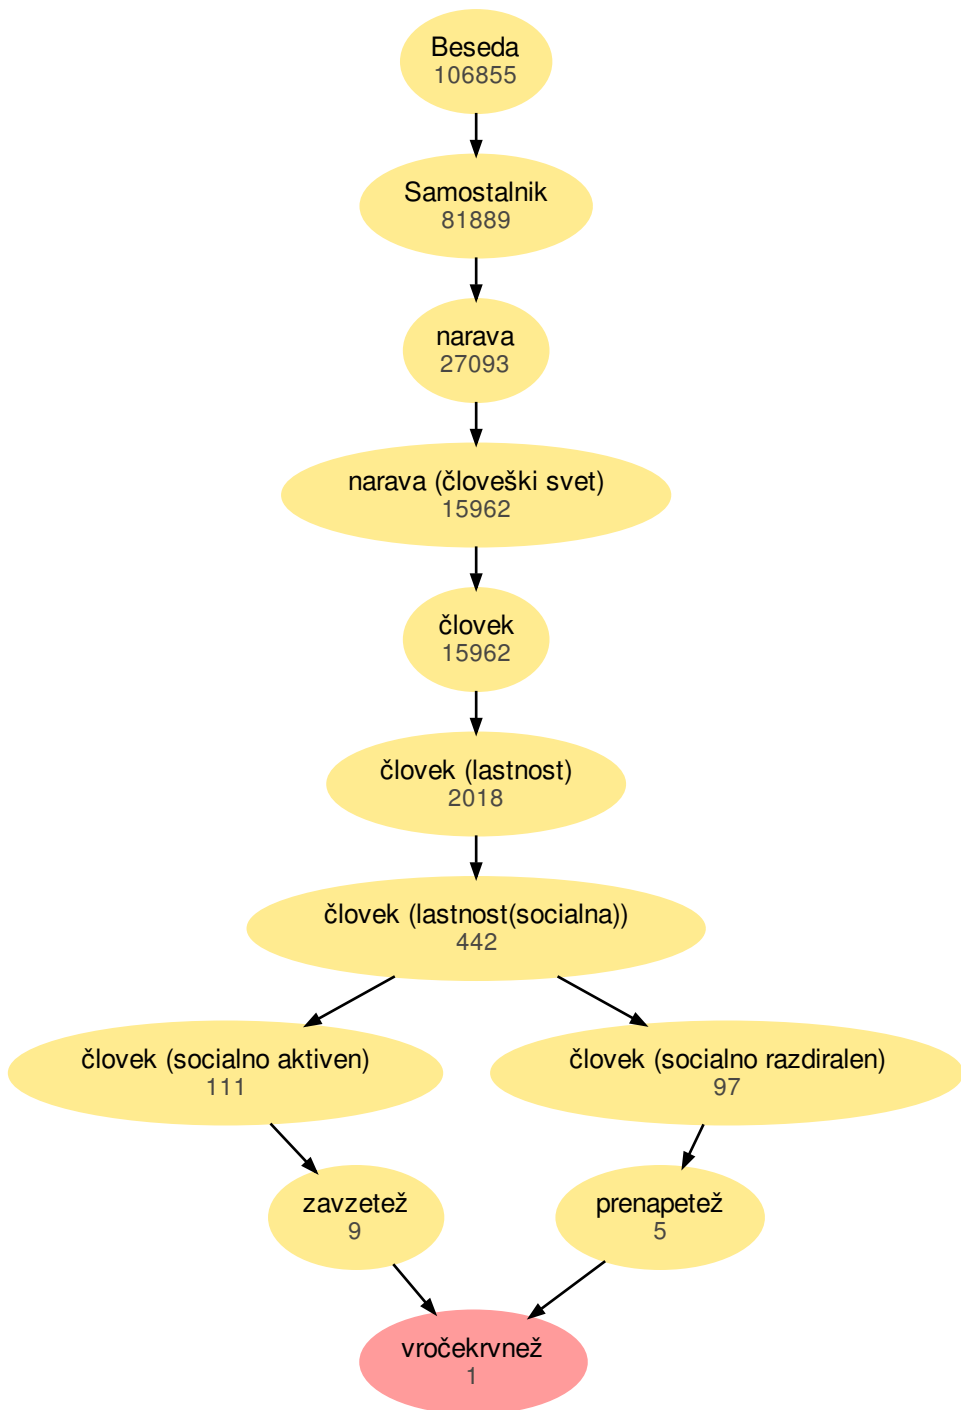 Beseda
106855
Samostalnik
81889
narava
27093
narava (človeški svet)
15962
človek
15962
človek (lastnost)
2018
človek (lastnost(socialna))
442
človek (socialno aktiven)
111
človek (socialno razdiralen)
97
zavzetež
9
prenapetež
5
vročekrvnež
1